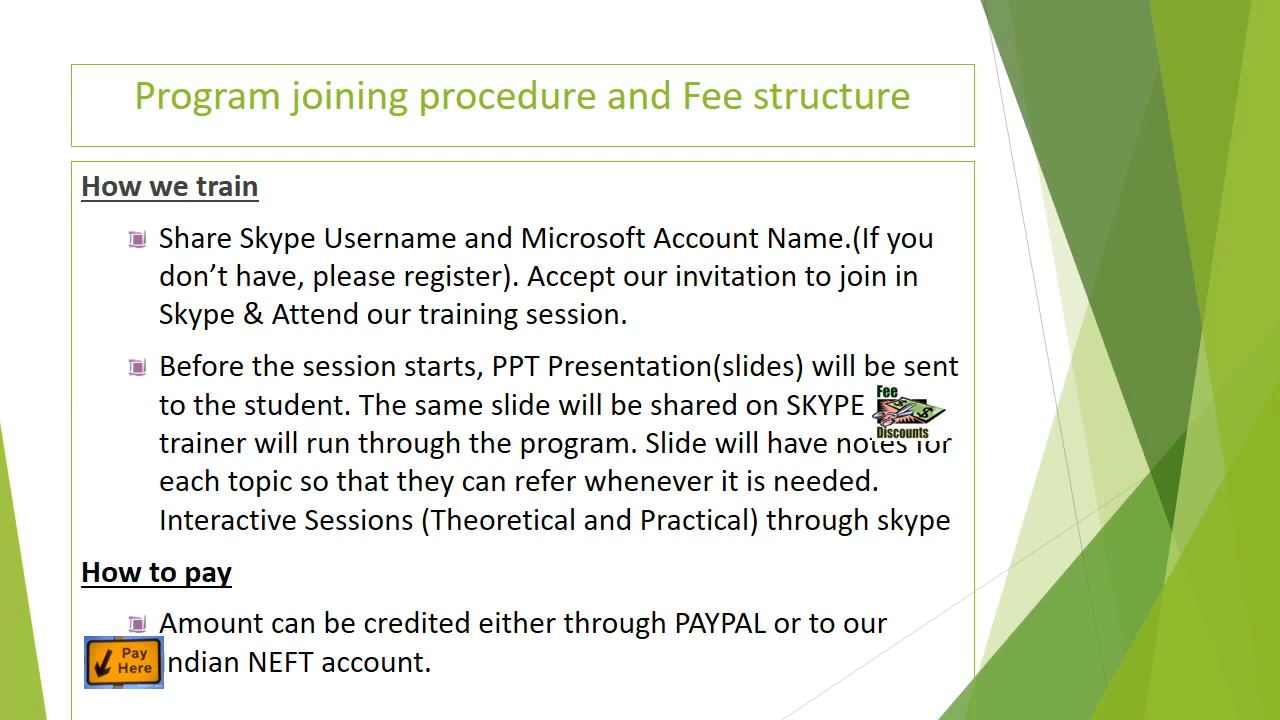 Program joining procedure and Fee structure
How we train
Share Skype Username and Microsoft Account Name.(If you
don’t have, please register). Accept our invitation to join in
Skype & Attend our training session.
Before the session starts, PPT Presentation(slides) will be sent
to the student. The same slide will be shared on SKYPE
Fee
Discounts
trainer will run through the program. Slide will have notes for
each topic so that they can refer whenever it is needed.
Interactive Sessions (Theoretical and Practical) through skype
How to pay
Amount can be credited either through PAYPAL or to our
ndian NEFT account.
Pay
Here